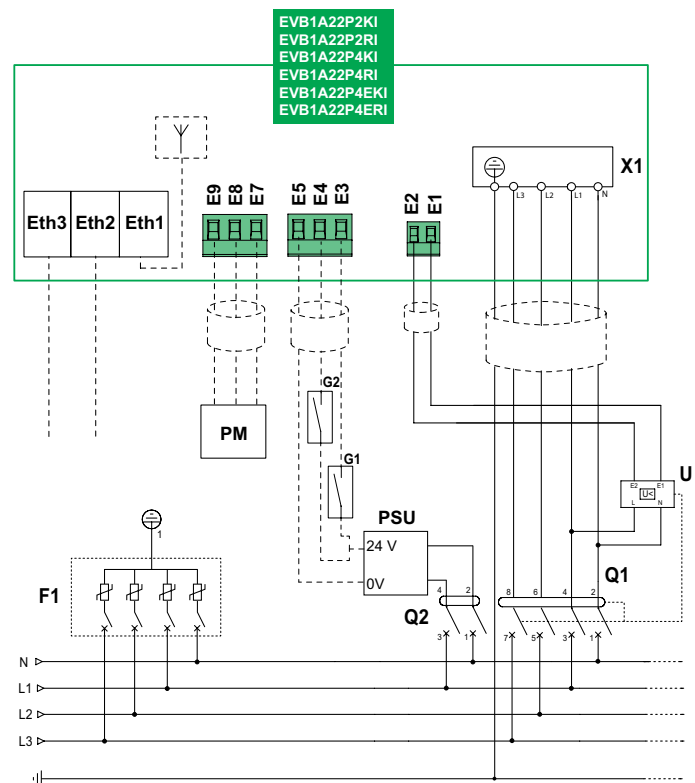 EVB1A22P2KI
EVB1A22P2RI
EVB1A22P4KI
EVB1A22P4RI
EVB1A22P4EKI
EVB1A22P4ERI
X1
L3 L2 L1 N
Eth3 Eth2 Eth1
E9 E8 E7
E5 E4 E3
E2 E1
G2
G1
PM
U
E2 E1
U<
L N
PSU
24 V
0V
1
F1
Q2
4 2
3 1
Q1
8 6 4 2
7 5 3 1
N
L1
L2
L3